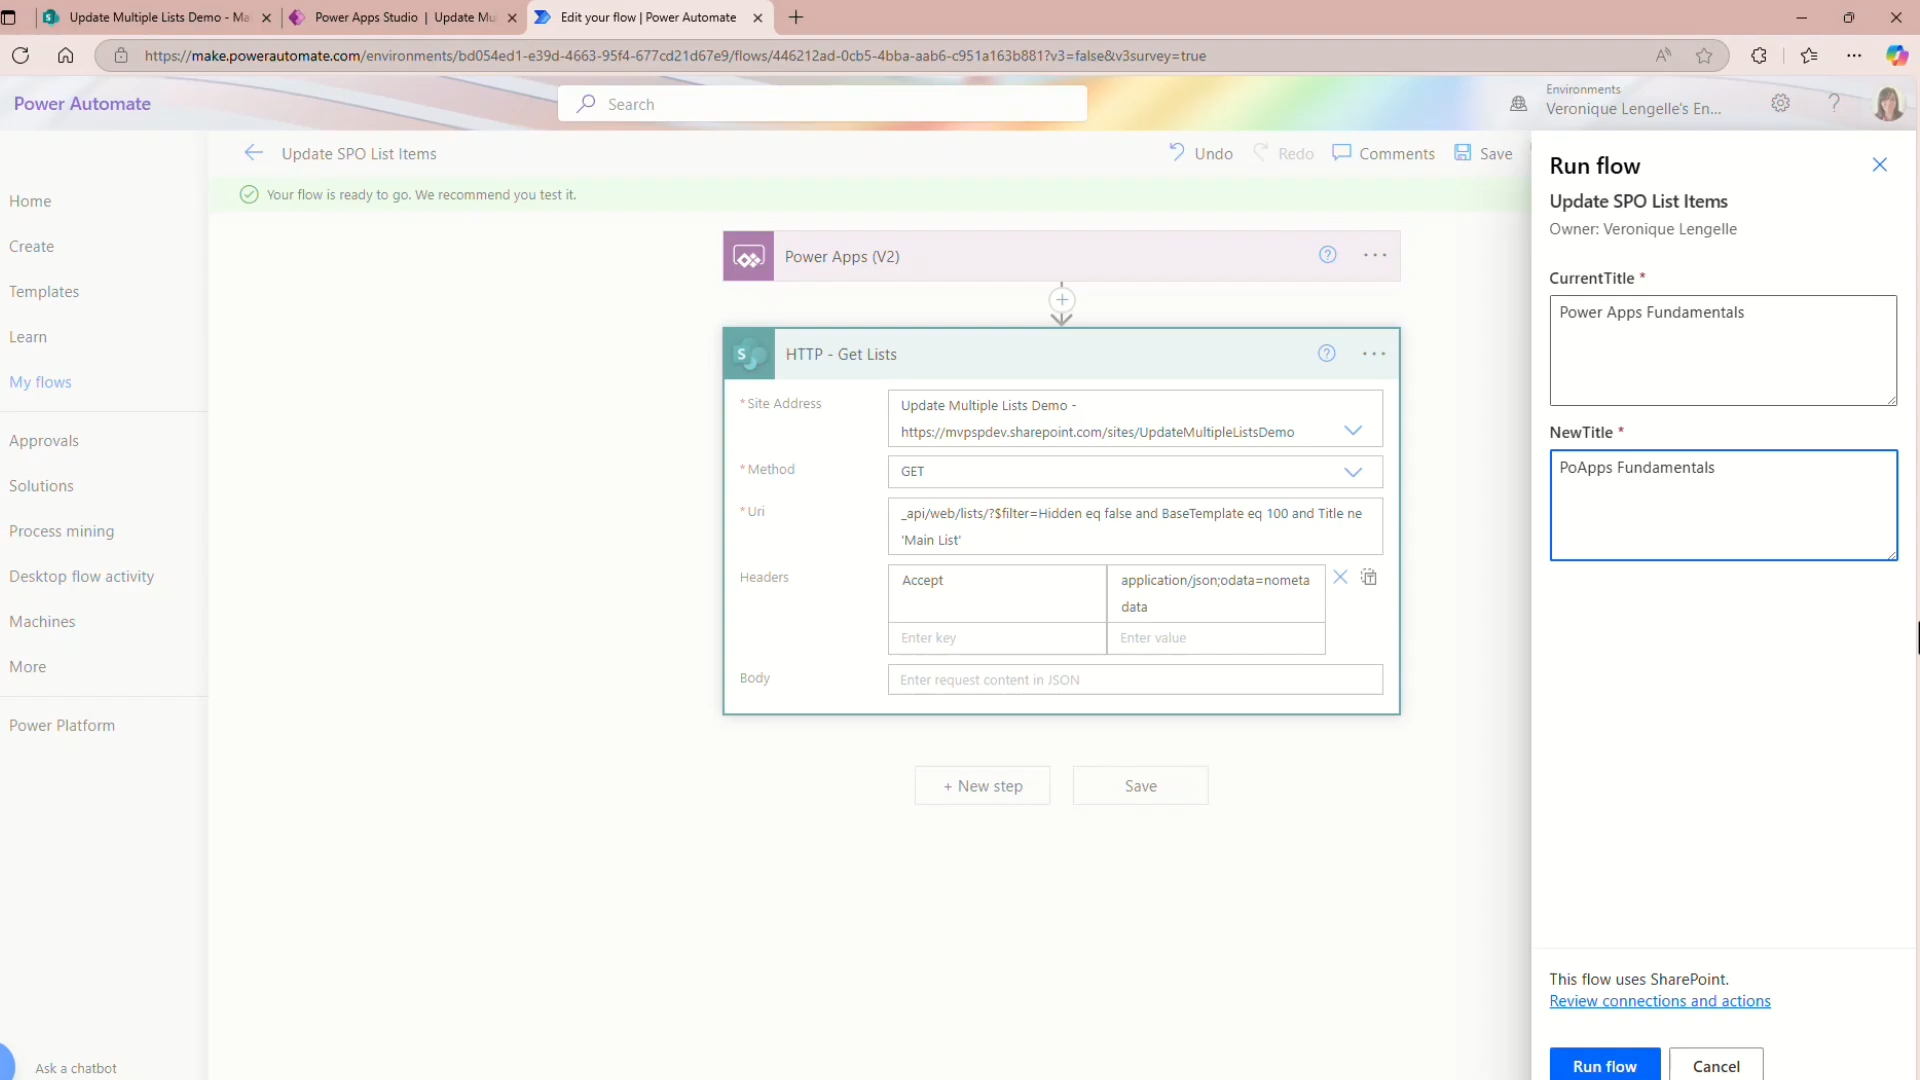 Update Multiple Lists Demo - Ma
Power Apps Studio | Update Mu
Edit your flow | Power Automate
https://make.powerautomate.com/environments/bd054ed1-e39d-4663-95f4-677cd21d67e9/flows/446212ad-0cb5-4bba-aab6-c951a163b881?v3=false&v3survey=true
Power Automate
Search
Environments
Veronique Lengelle's En...
Update SPO List Items
Undo
Redo
Comments
Save
Your flow is ready to go. We recommend you test it.
Home
Create
Templates
Learn
My flows
Approvals
Solutions
Process mining
Desktop flow activity
Machines
More
Power Platform
Ask a chatbot
Power Apps (V2)
HTTP - Get Lists
* Site Address
Update Multiple Lists Demo -
https://mvpspdev.sharepoint.com/sites/UpdateMultipleListsDemo
* Method
GET
* Uri
_api/web/lists/?$filter=Hidden eq false and BaseTemplate eq 100 and Title ne
'Main List'
Headers
Accept
application/json;odata=nometa
data
Enter key
Enter value
Body
Enter request content in JSON
+ New step
Save
Run flow
Update SPO List Items
Owner: Veronique Lengelle
CurrentTitle *
Power Apps Fundamentals
NewTitle *
PoApps Fundamentals
This flow uses SharePoint.
Review connections and actions
Run flow
Cancel